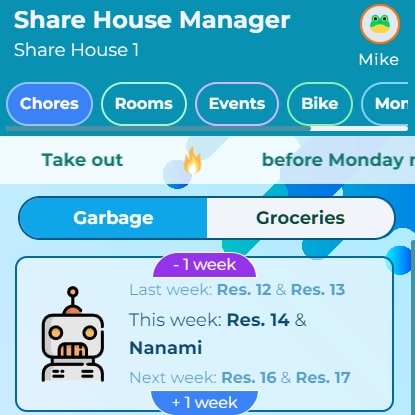 Share House Manager
Share House 1
Mike
Chores
Rooms
Events
Bike
Mon
Take out 🔥 before Monday
Garbage
Groceries
- 1 week
Last week: Res. 12 & Res. 13
This week: Res. 14 &
Nanami
Next week: Res. 16 & Res. 17
+ 1 week